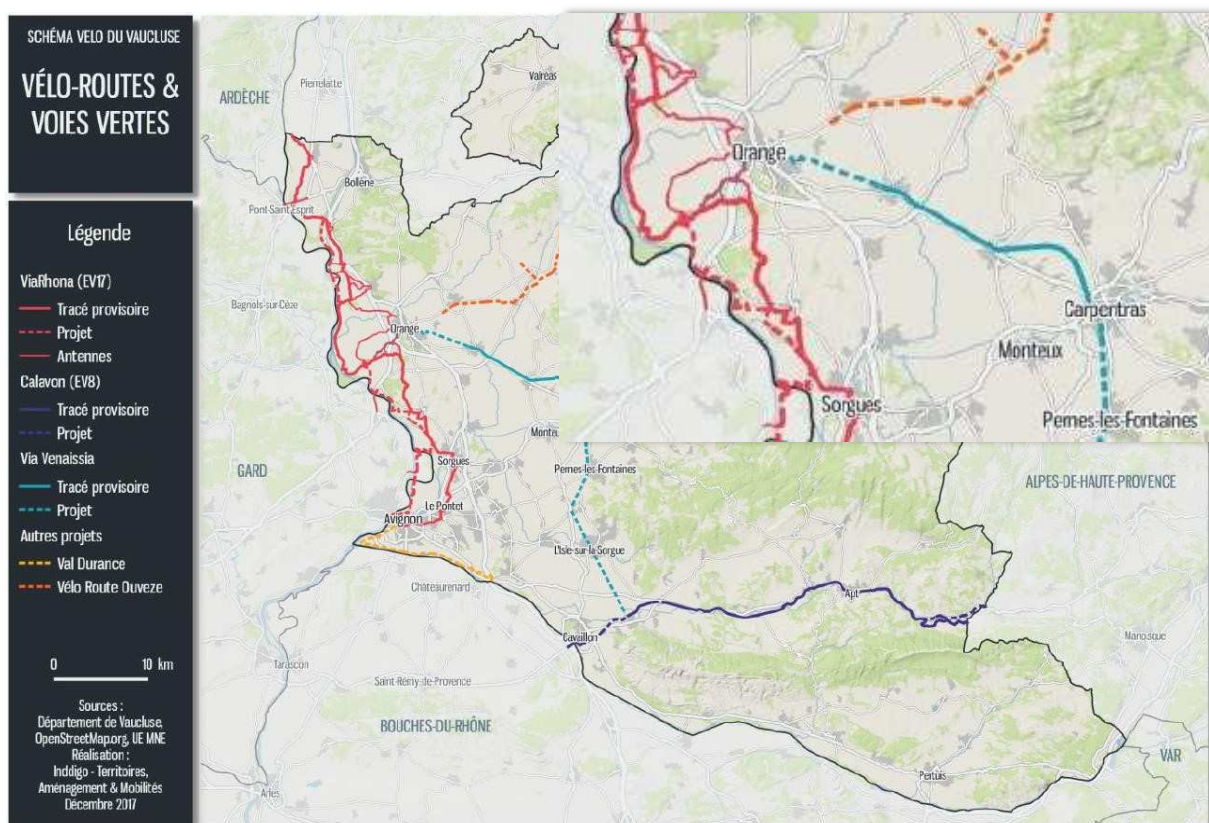 SCHÉMA VELO DU VAUCLUSE
VÉLO-ROUTES &
VOIES VERTES
Légende
ViaRhona (EV17)
Tracé provisoire
Projet
Antennes
Calavon (EV8)
Tracé provisoire
Projet
Via Venaissia
Tracé provisoire
Projet
Autres projets
Val Durance
Vélo Route Ouveze
0 10 km
Sources :
Département de Vaucluse,
OpenStreetMap.org, UE MNE
Réalisation :
Inddigo - Territoires,
Aménagement & Mobilités
Décembre 2017
ARDÈCHE
Pierrelatte
Valréas
Bollène
Pont-Saint-Esprit
Bagnols-sur-Cèze
Orange
GARD
Sorgues
Monteu
Le Pontet
Avignon
Pernes-les-Fontaines
L'Isle-sur-la-Sorgue
Châteaurenard
Cavaillon
Apt
ALPES-DE-HAUTE-PROVENCE
Manosque
Tarascon
Saint-Rémy-de-Provence
BOUCHES-DU-RHÔNE
Pertuis
VAR
Arles
Orange
Carpentras
Monteux
Sorgues
Pernes-les-Fontaines